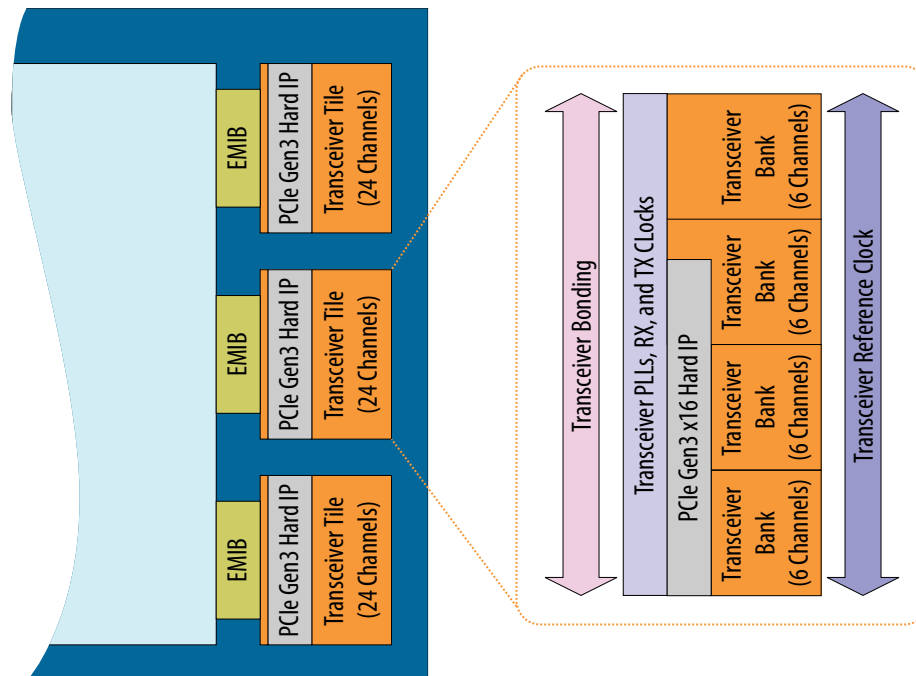 EMIB
PCIe Gen3 Hard IP
Transceiver Tile
(24 Channels)
EMIB
PCIe Gen3 Hard IP
Transceiver Tile
(24 Channels)
EMIB
PCIe Gen3 Hard IP
Transceiver Tile
(24 Channels)
Transceiver Bonding
Transceiver PLLs, RX, and TX CLocks
PCIe Gen3 x16 Hard IP
Transceiver
Bank
(6 Channels)
Transceiver
Bank
(6 Channels)
Transceiver
Bank
(6 Channels)
Transceiver
Bank
(6 Channels)
Transceiver Reference Clock